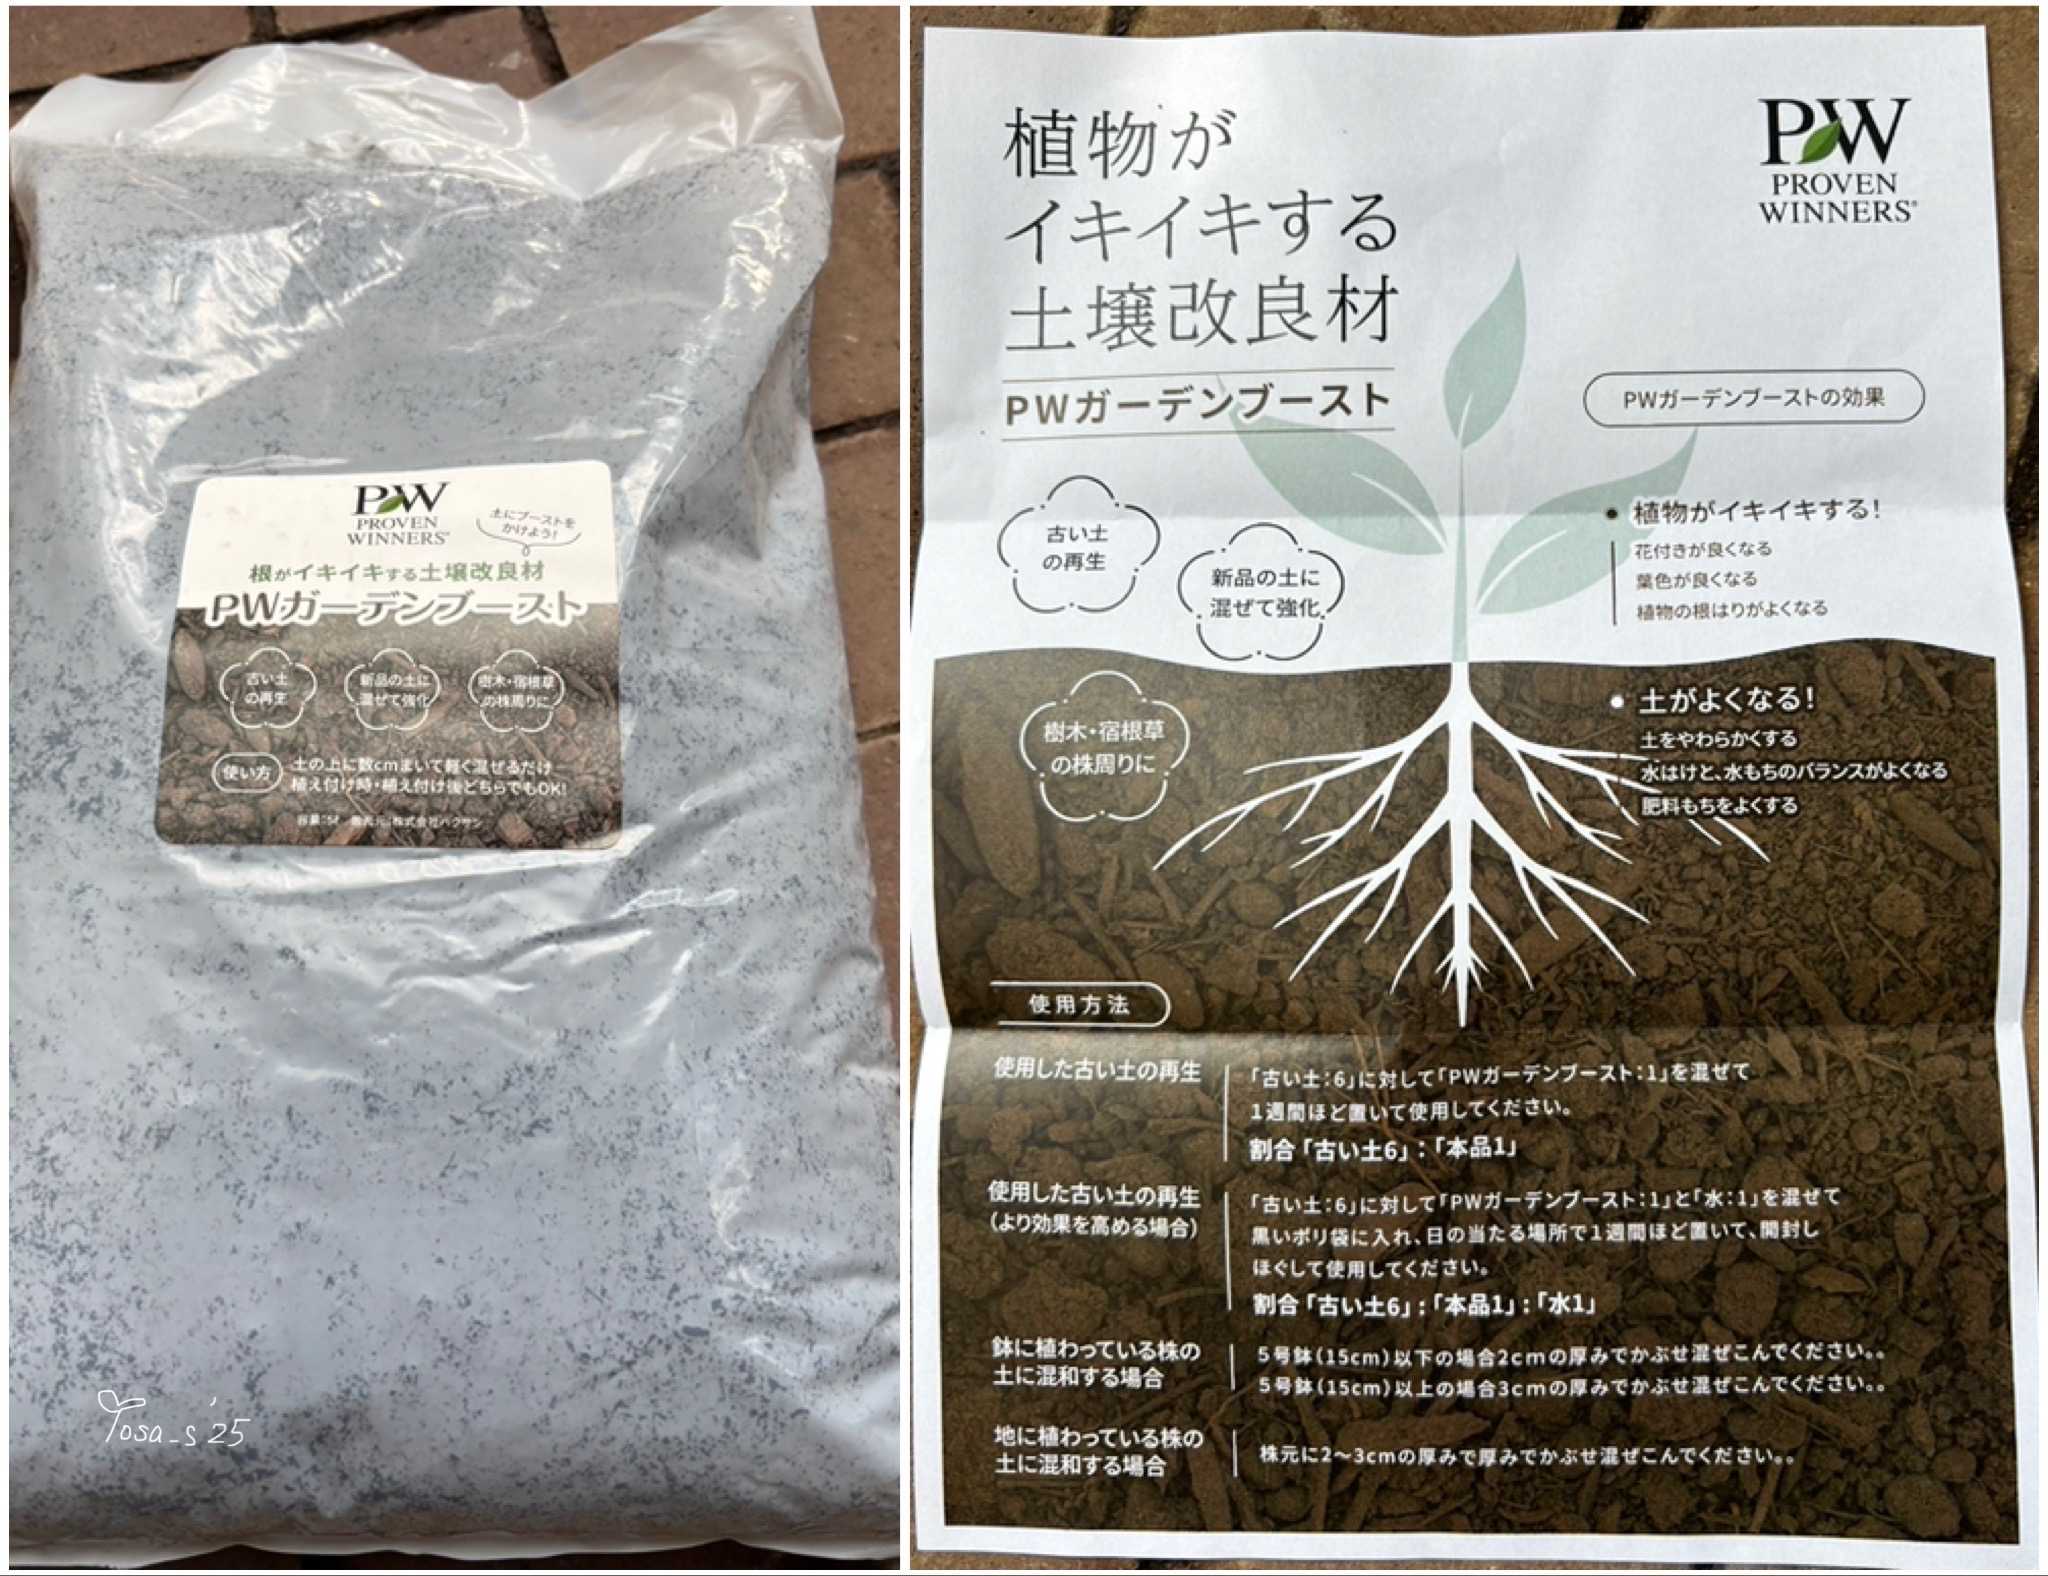 PW
PROVEN
WINNERS®
土にブーストを
かけよう!
根がイキイキする土壌改良材
PWガーデンブースト
古い土
の再生
新品の土に
混ぜて強化
樹木・宿根草
の株周りに
使い方
土の上に数cmまいて軽く混ぜるだけ
植え付け時・植え付け後どちらでもOK!
容量:5ℓ 株式会社ハクサン
Tosa_s'25
植物が
イキイキする
土壌改良材
PWガーデンブースト
PW
PROVEN
WINNERS®
PWガーデンブーストの効果
古い土
の再生
新品の土に
混ぜて強化
樹木・宿根草
の株周りに
植物がイキイキする!
花付きが良くなる
葉色が良くなる
植物の根はりがよくなる
土がよくなる!
土をやわらかくする
水はけと、水もちのバランスがよくなる
肥料もちをよくする
使用方法
使用した古い土の再生
「古い土:6」に対して「PWガーデンブースト:1」を混ぜて
1週間ほど置いて使用してください。
割合「古い土6」:「本品1」
使用した古い土の再生
(より効果を高める場合)
「古い土:6」に対して「PWガーデンブースト:1」と「水:1」を混ぜて
黒いポリ袋に入れ、日の当たる場所で1週間ほど置いて、開封し
ほぐして使用してください。
割合「古い土6」:「本品1」:「水1」
鉢に植わっている株の
土に混和する場合
5号鉢(15cm)以下の場合2cmの厚みでかぶせ混ぜこんでください。。
5号鉢(15cm)以上の場合3cmの厚みでかぶせ混ぜこんでください。。
地に植わっている株の
土に混和する場合
株元に2〜3cmの厚みで厚みでかぶせ混ぜこんでください。。